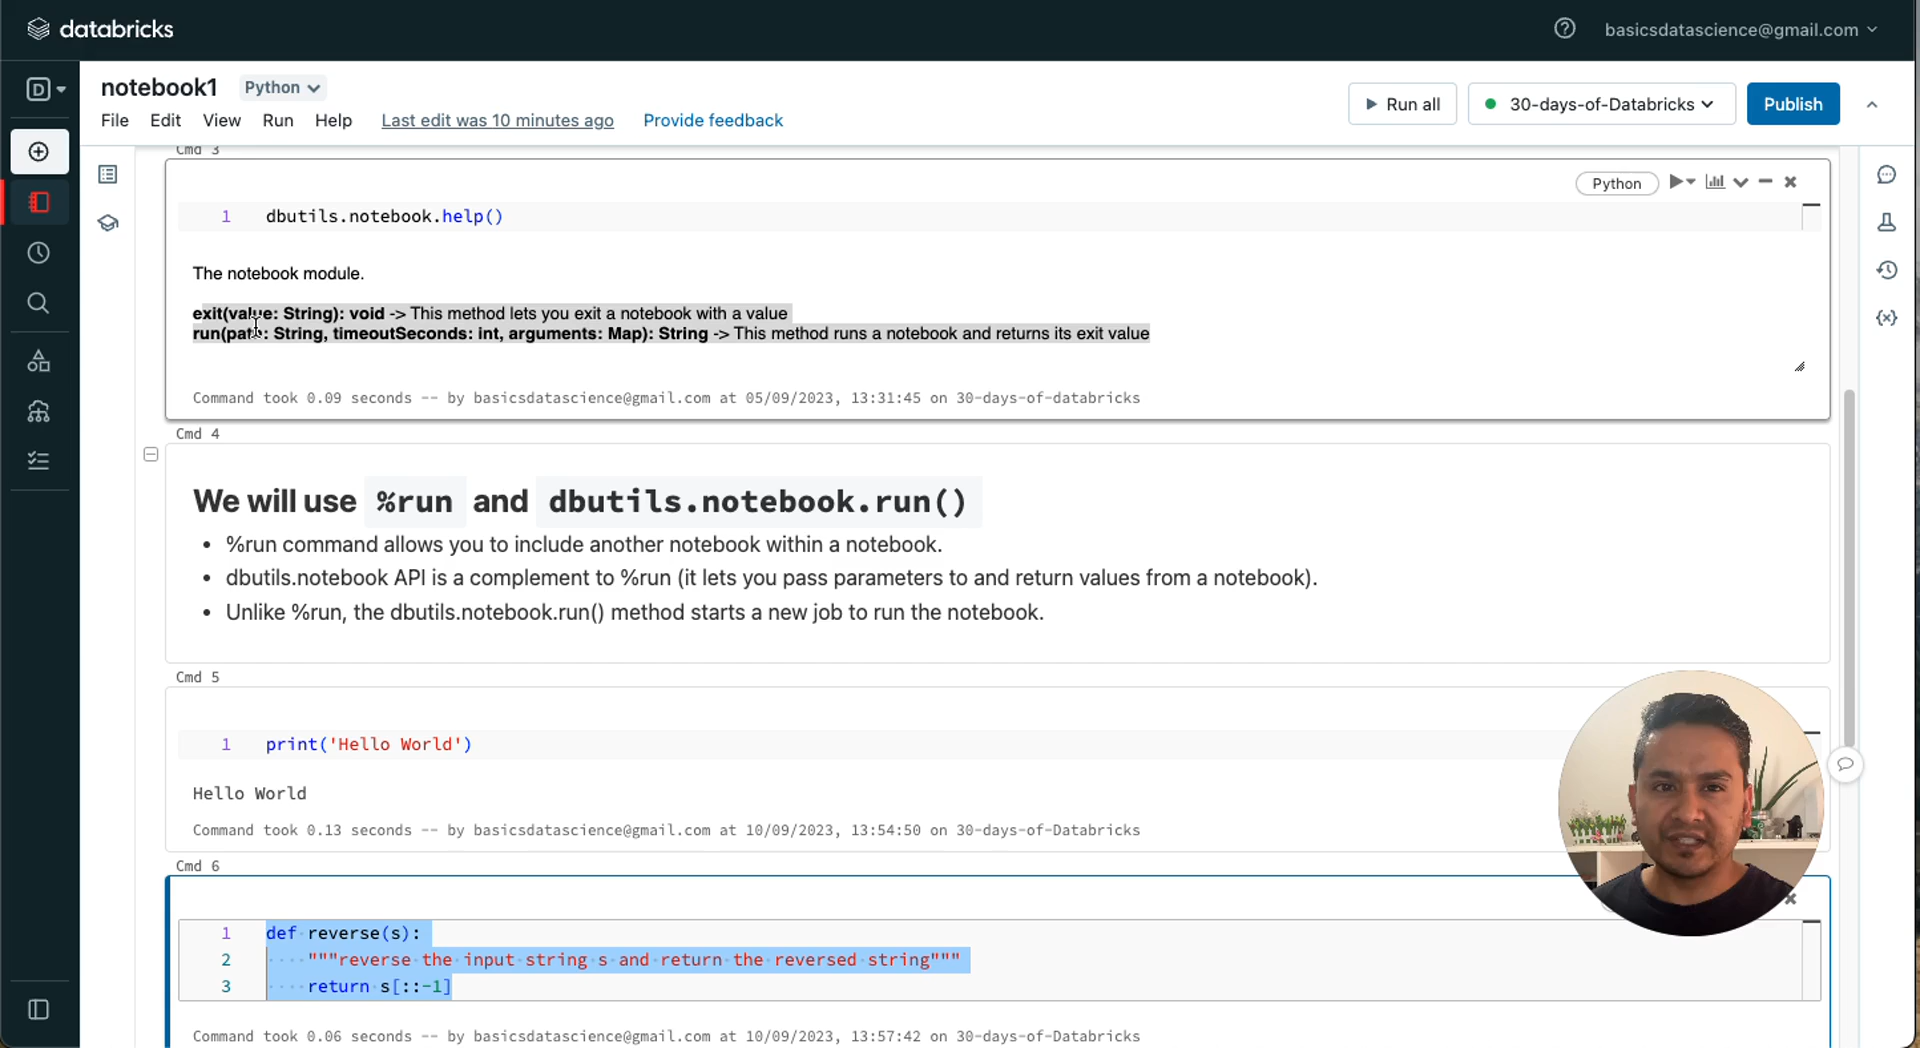 databricks
basicsdatascience@gmail.com
D
notebook1 Python
File Edit View Run Help Last edit was 10 minutes ago Provide feedback
Run all 30-days-of-Databricks Publish
Cmd 3
Python
1 dbutils.notebook.help()
The notebook module.
exit(value: String): void -> This method lets you exit a notebook with a value
run(path: String, timeoutSeconds: int, arguments: Map): String -> This method runs a notebook and returns its exit value
Command took 0.09 seconds -- by basicsdatascience@gmail.com at 05/09/2023, 13:31:45 on 30-days-of-databricks
Cmd 4
We will use %run and dbutils.notebook.run()
• %run command allows you to include another notebook within a notebook.
• dbutils.notebook API is a complement to %run (it lets you pass parameters to and return values from a notebook).
• Unlike %run, the dbutils.notebook.run() method starts a new job to run the notebook.
Cmd 5
1 print('Hello World')
Hello World
Command took 0.13 seconds -- by basicsdatascience@gmail.com at 10/09/2023, 13:54:50 on 30-days-of-Databricks
Cmd 6
1 def reverse(s):
2 """reverse the input string s and return the reversed string"""
3 return s[::-1]
Command took 0.06 seconds -- by basicsdatascience@gmail.com at 10/09/2023, 13:57:42 on 30-days-of-Databricks